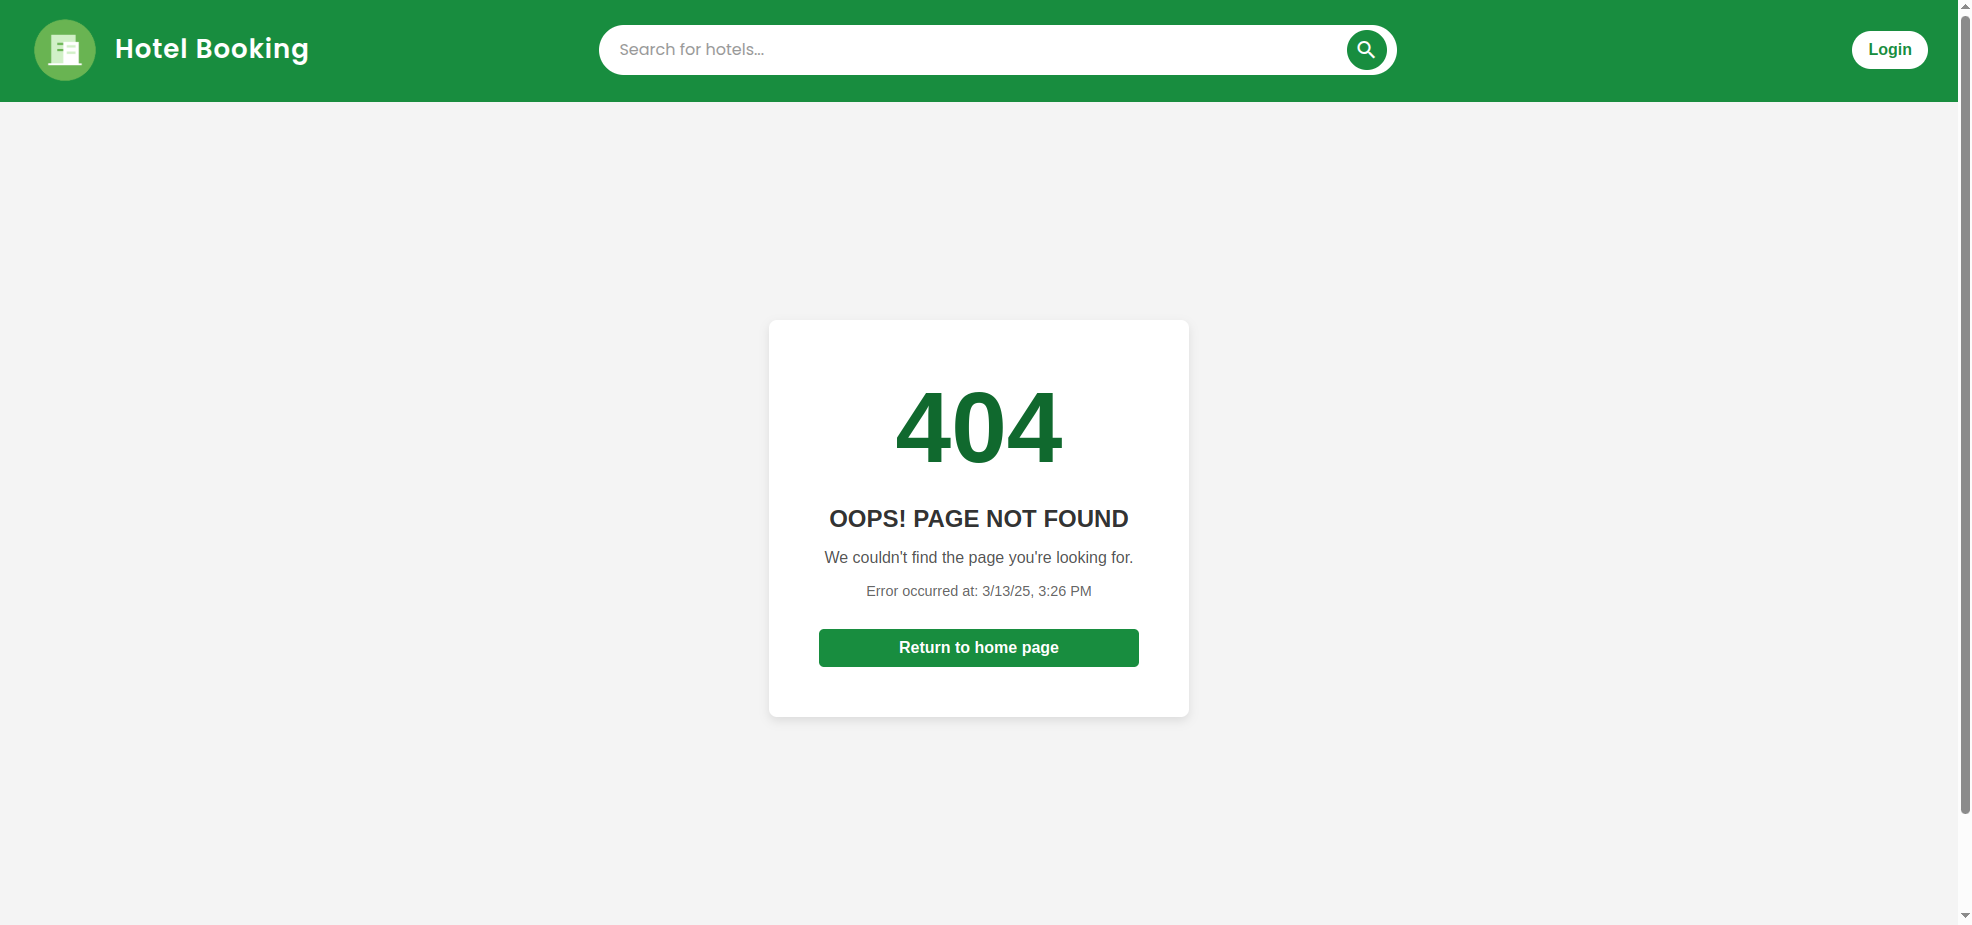 Hotel Booking
Search for hotels...
Login
404
OOPS! PAGE NOT FOUND
We couldn't find the page you're looking for.
Error occurred at: 3/13/25, 3:26 PM
Return to home page